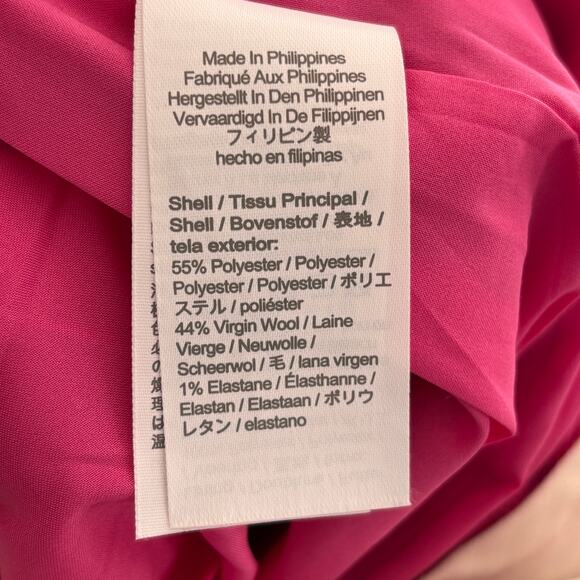 Made In Philippines
Fabriqué Aux Philippines
Hergestellt In Den Philippinen
Vervaardigd In De Filippijnen
フィリピン製
hecho en filipinas
Shell / Tissu Principal /
Shell / Bovenstof / 表地 /
tela exterior:
55% Polyester / Polyester /
Polyester / Polyester / ポリエ
ステル / poliéster
44% Virgin Wool / Laine
Vierge / Neuwolle /
Scheerwol / 毛 / lana virgen
1% Elastane / Élasthanne /
Elastan / Elastaan / ポリウ
レタン / elastano